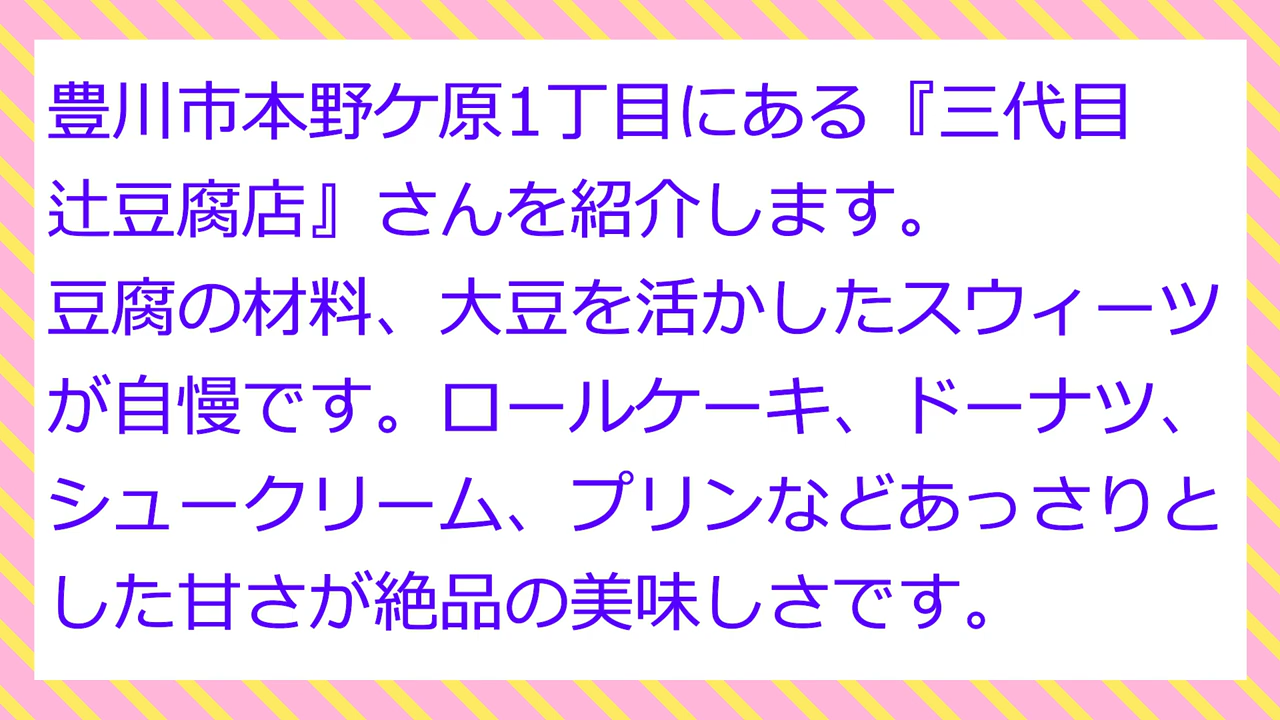 豊川市本野ケ原1丁目にある『三代目
辻豆腐店』さんを紹介します。
豆腐の材料、大豆を活かしたスウィーツ
が自慢です。ロールケーキ、ドーナツ、
シュークリーム、プリンなどあっさりと
した甘さが絶品の美味しさです。